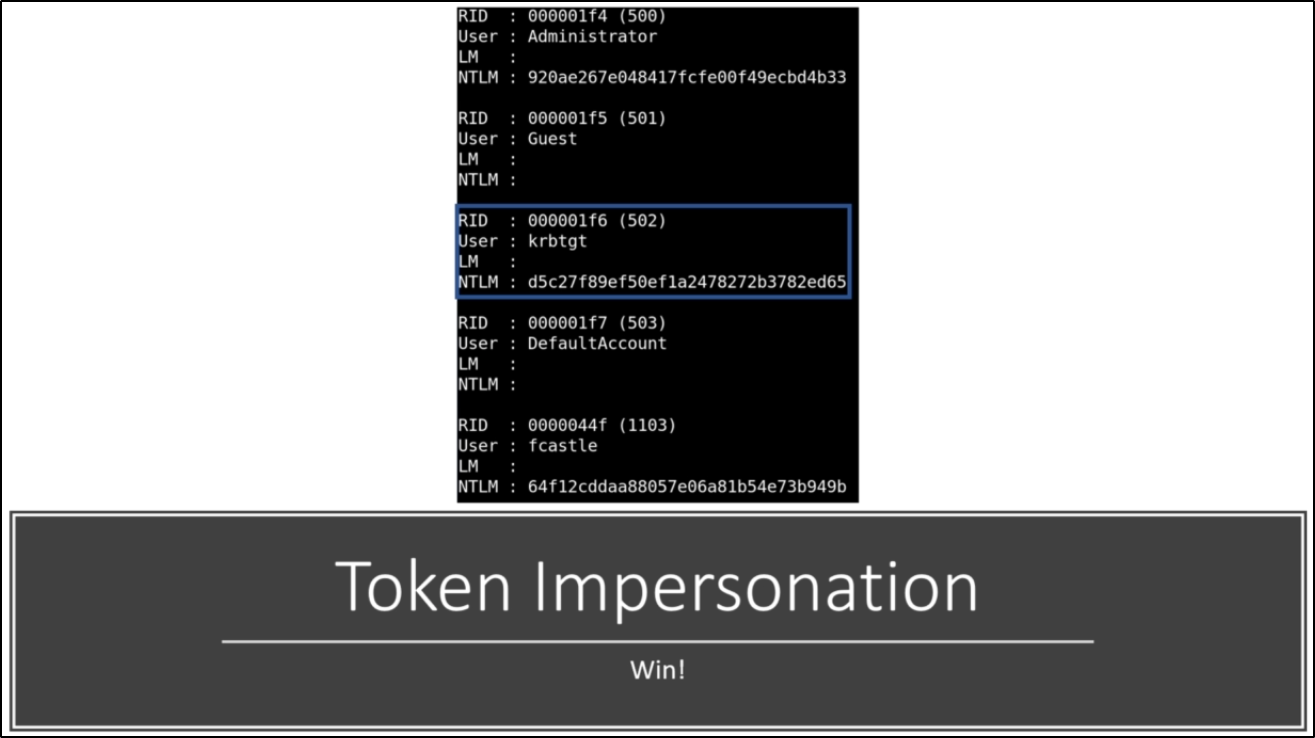 RID  : 000001f4 (500)
User : Administrator
LM   :
NTLM : 920ae267e048417fcfe00f49ecbd4b33
RID  : 000001f5 (501)
User : Guest
LM   :
NTLM :
RID  : 000001f6 (502)
User : krbtgt
LM   :
NTLM : d5c27f89ef50ef1a2478272b3782ed65
RID  : 000001f7 (503)
User : DefaultAccount
LM   :
NTLM :
RID  : 0000044f (1103)
User : fcastle
LM   :
NTLM : 64f12cddaa88057e06a81b54e73b949b
Token Impersonation
Win!